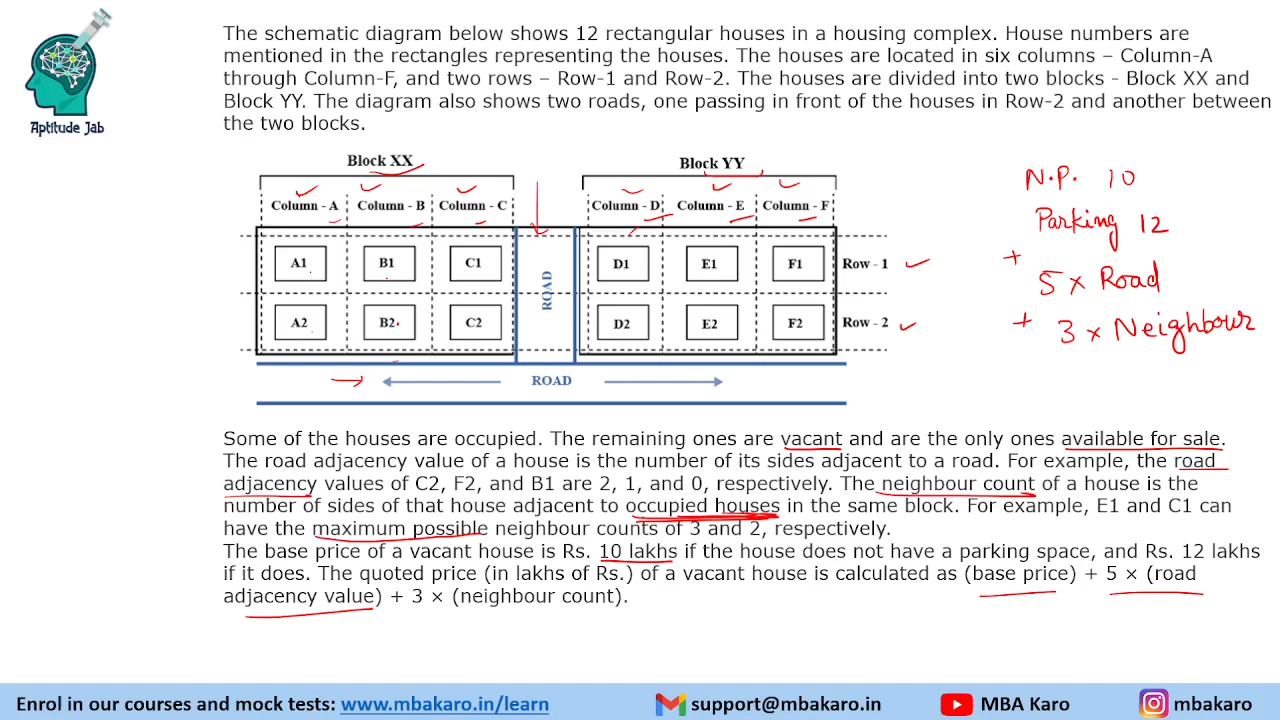 The schematic diagram below shows 12 rectangular houses in a housing complex. House numbers are
mentioned in the rectangles representing the houses. The houses are located in six columns – Column-A
through Column-F, and two rows – Row-1 and Row-2. The houses are divided into two blocks - Block XX and
Block YY. The diagram also shows two roads, one passing in front of the houses in Row-2 and another between
the two blocks.
Aptitude Jab
Block XX Block YY
Column - A Column - B Column - C Column - D Column - E Column - F
A1 B1 C1 ROAD D1 E1 F1 Row - 1
A2 B2 C2 D2 E2 F2 Row - 2
ROAD
N.P. 10
Parking 12
+ 5 x Road
+ 3 x Neighbour
Some of the houses are occupied. The remaining ones are vacant and are the only ones available for sale.
The road adjacency value of a house is the number of its sides adjacent to a road. For example, the road
adjacency values of C2, F2, and B1 are 2, 1, and 0, respectively. The neighbour count of a house is the
number of sides of that house adjacent to occupied houses in the same block. For example, E1 and C1 can
have the maximum possible neighbour counts of 3 and 2, respectively.
The base price of a vacant house is Rs. 10 lakhs if the house does not have a parking space, and Rs. 12 lakhs
if it does. The quoted price (in lakhs of Rs.) of a vacant house is calculated as (base price) + 5 × (road
adjacency value) + 3 × (neighbour count).
Enrol in our courses and mock tests: www.mbakaro.in/learn support@mbakaro.in MBA Karo mbakaro